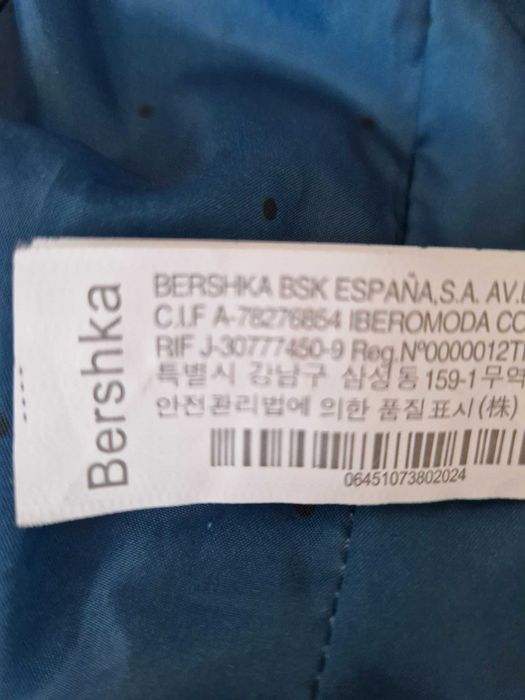 Bershka
BERSHKA BSK ESPAÑA,S.A. AV.
C.I.F A-78276854 IBEROMODA CO
RIF J-30777450-9 Reg.Nº0000012T
특별시 강남구 삼성동 159-1 무역
안전관리법에 의한 품질표시(株)
06451073802024